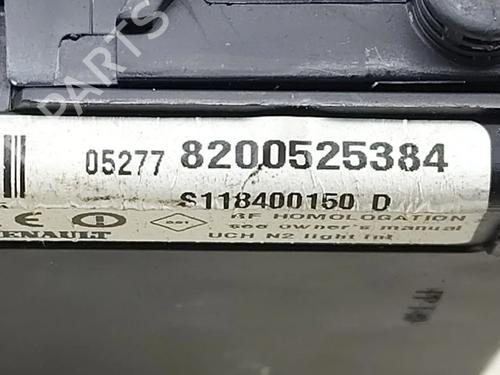 PARTS
05277 8200525384
S118400150 D
RF HOMOLOGATION
RENAULT see owner's manual
UCH N2 light int